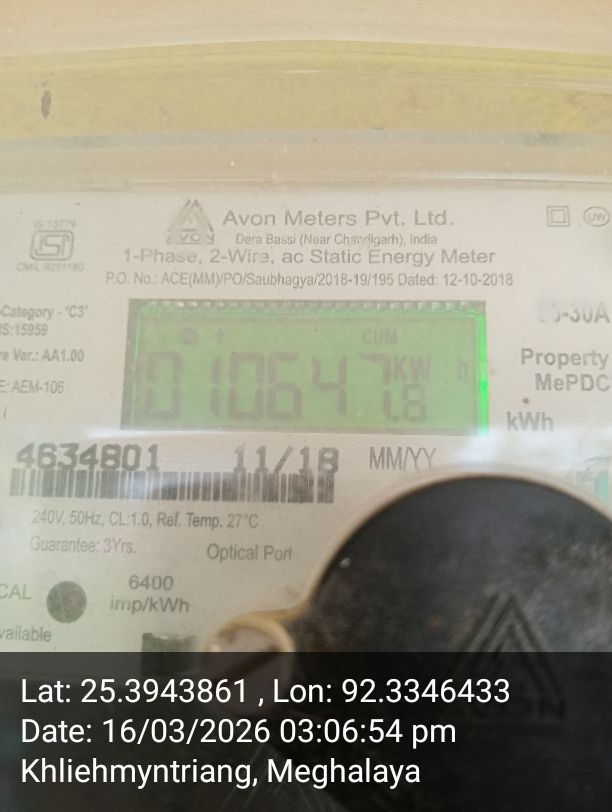 IS:13779
CM/L:9261160
AVON
Avon Meters Pvt. Ltd.
Dera Bassi (Near Chandigarh), India
1-Phase, 2-Wire, ac Static Energy Meter
P.O. No.: ACE(MM)/PO/Saubhagya/2018-19/195 Dated: 12-10-2018
UW
Category - 'C3'
IS:15959
Ver.: AA1.00
AEM-106
-30A
Property
MePDC
CUM
010647.8
KW h
kWh
4634801 11/18 MM/YY
240V, 50Hz, CL:1.0, Ref. Temp. 27°C
Guarantee: 3Yrs. Optical Port
CAL
6400
imp/kWh
Lat: 25.3943861 , Lon: 92.3346433
Date: 16/03/2026 03:06:54 pm
Khliehmyntriang, Meghalaya